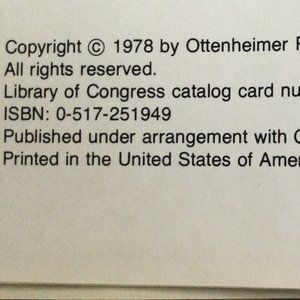 Copyright © 1978 by Ottenheimer P
All rights reserved.
Library of Congress catalog card nu
ISBN: 0-517-251949
Published under arrangement with
Printed in the United States of Amer